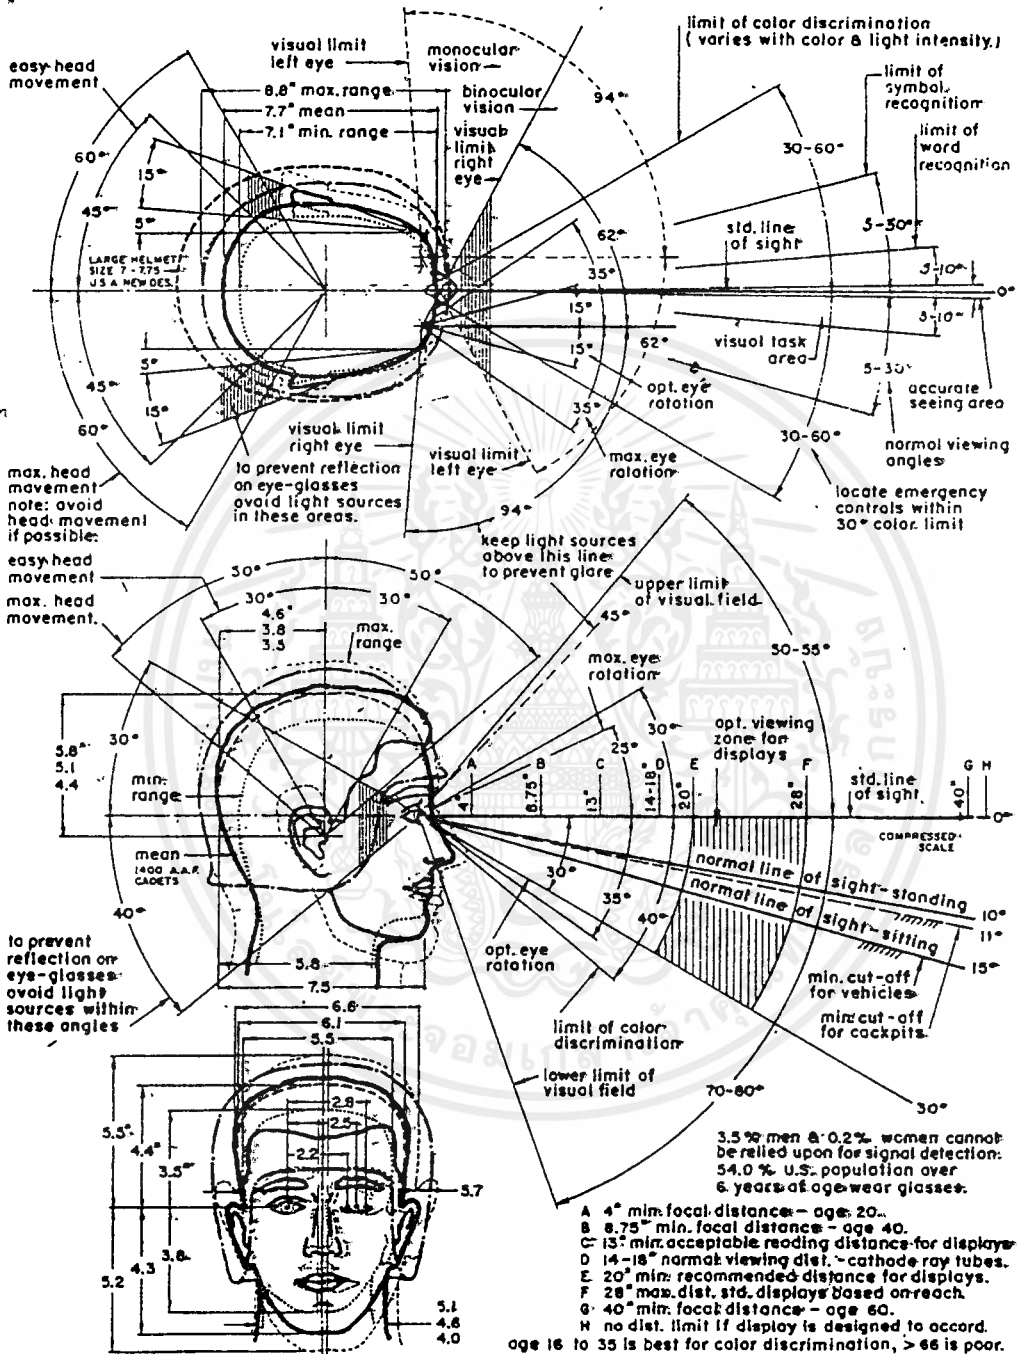 limit of color discrimination
( varies with color & light intensity.)
visual limit
left eye
monocular
vision
easy head
movement
8.8" max. range
7.7" mean
7.1" min. range
binocular
vision
visual
limit
right
eye
94°
limit of
symbol
recognition
limit of
word
recognition
30-60°
60°
15°
45°
5°
LARGE HELMET
SIZE 7 - 7.75
U S A NEW DES.
62°
35°
15°
std. line
of sight
5-30°
5-10°
0°
5-10°
15°
62°
visual task
area
5-30°
accurate
seeing area
5°
45°
15°
60°
opt. eye
rotation
35°
max. eye
rotation
30-60°
normal viewing
angles
visual limit
right eye
visual limit
left eye
max. head
movement
note: avoid
head movement
if possible.
to prevent reflection
on eye-glasses
avoid light sources
in these areas.
94°
locate emergency
controls within
30° color limit
keep light sources
above this line
to prevent glare
easy head
movement
max. head
movement.
30°
50°
30°
30°
4.6"
3.8
3.5
max.
range
upper limit
of visual field
45°
50-55°
max. eye
rotation
30°
25°
opt. viewing
zone for
displays
30°
5.8"
5.1
4.4
min.
range
A
B
C
D
E
F
G H
4"
8.75"
13"
14-18"
20"
28"
40"
std. line
of sight
0°
COMPRESSED
SCALE
mean
1400 A.A.F.
CADETS
normal line of sight-standing
normal line of sight-sitting
10°
11°
15°
30°
35°
40°
40°
opt. eye
rotation
to prevent
reflection on
eye-glasses
avoid light
sources within
these angles
5.8
7.5
min. cut-off
for vehicles
min cut-off
for cockpits.
limit of color
discrimination
lower limit of
visual field
70-80°
30°
6.6
6.1
5.5
2.8
2.5
2.2
5.5"
4.4"
3.5"
5.7
3.8
5.2
4.3
5.1
4.6
4.0
3.5 % men & 0.2% women cannot
be relied upon for signal detection.
54.0 % U.S. population over
6 years of age wear glasses.
A 4" min focal distance - age 20.
B 8.75" min. focal distance - age 40.
C 13" min. acceptable reading distance for displays
D 14-18" normal viewing dist. - cathode ray tubes.
E 20" min. recommended distance for displays.
F 28" max. dist. std. displays based on reach.
G 40" min. focal distance - age 60.
H no dist. limit if display is designed to accord.
age 16 to 35 is best for color discrimination, > 66 is poor.